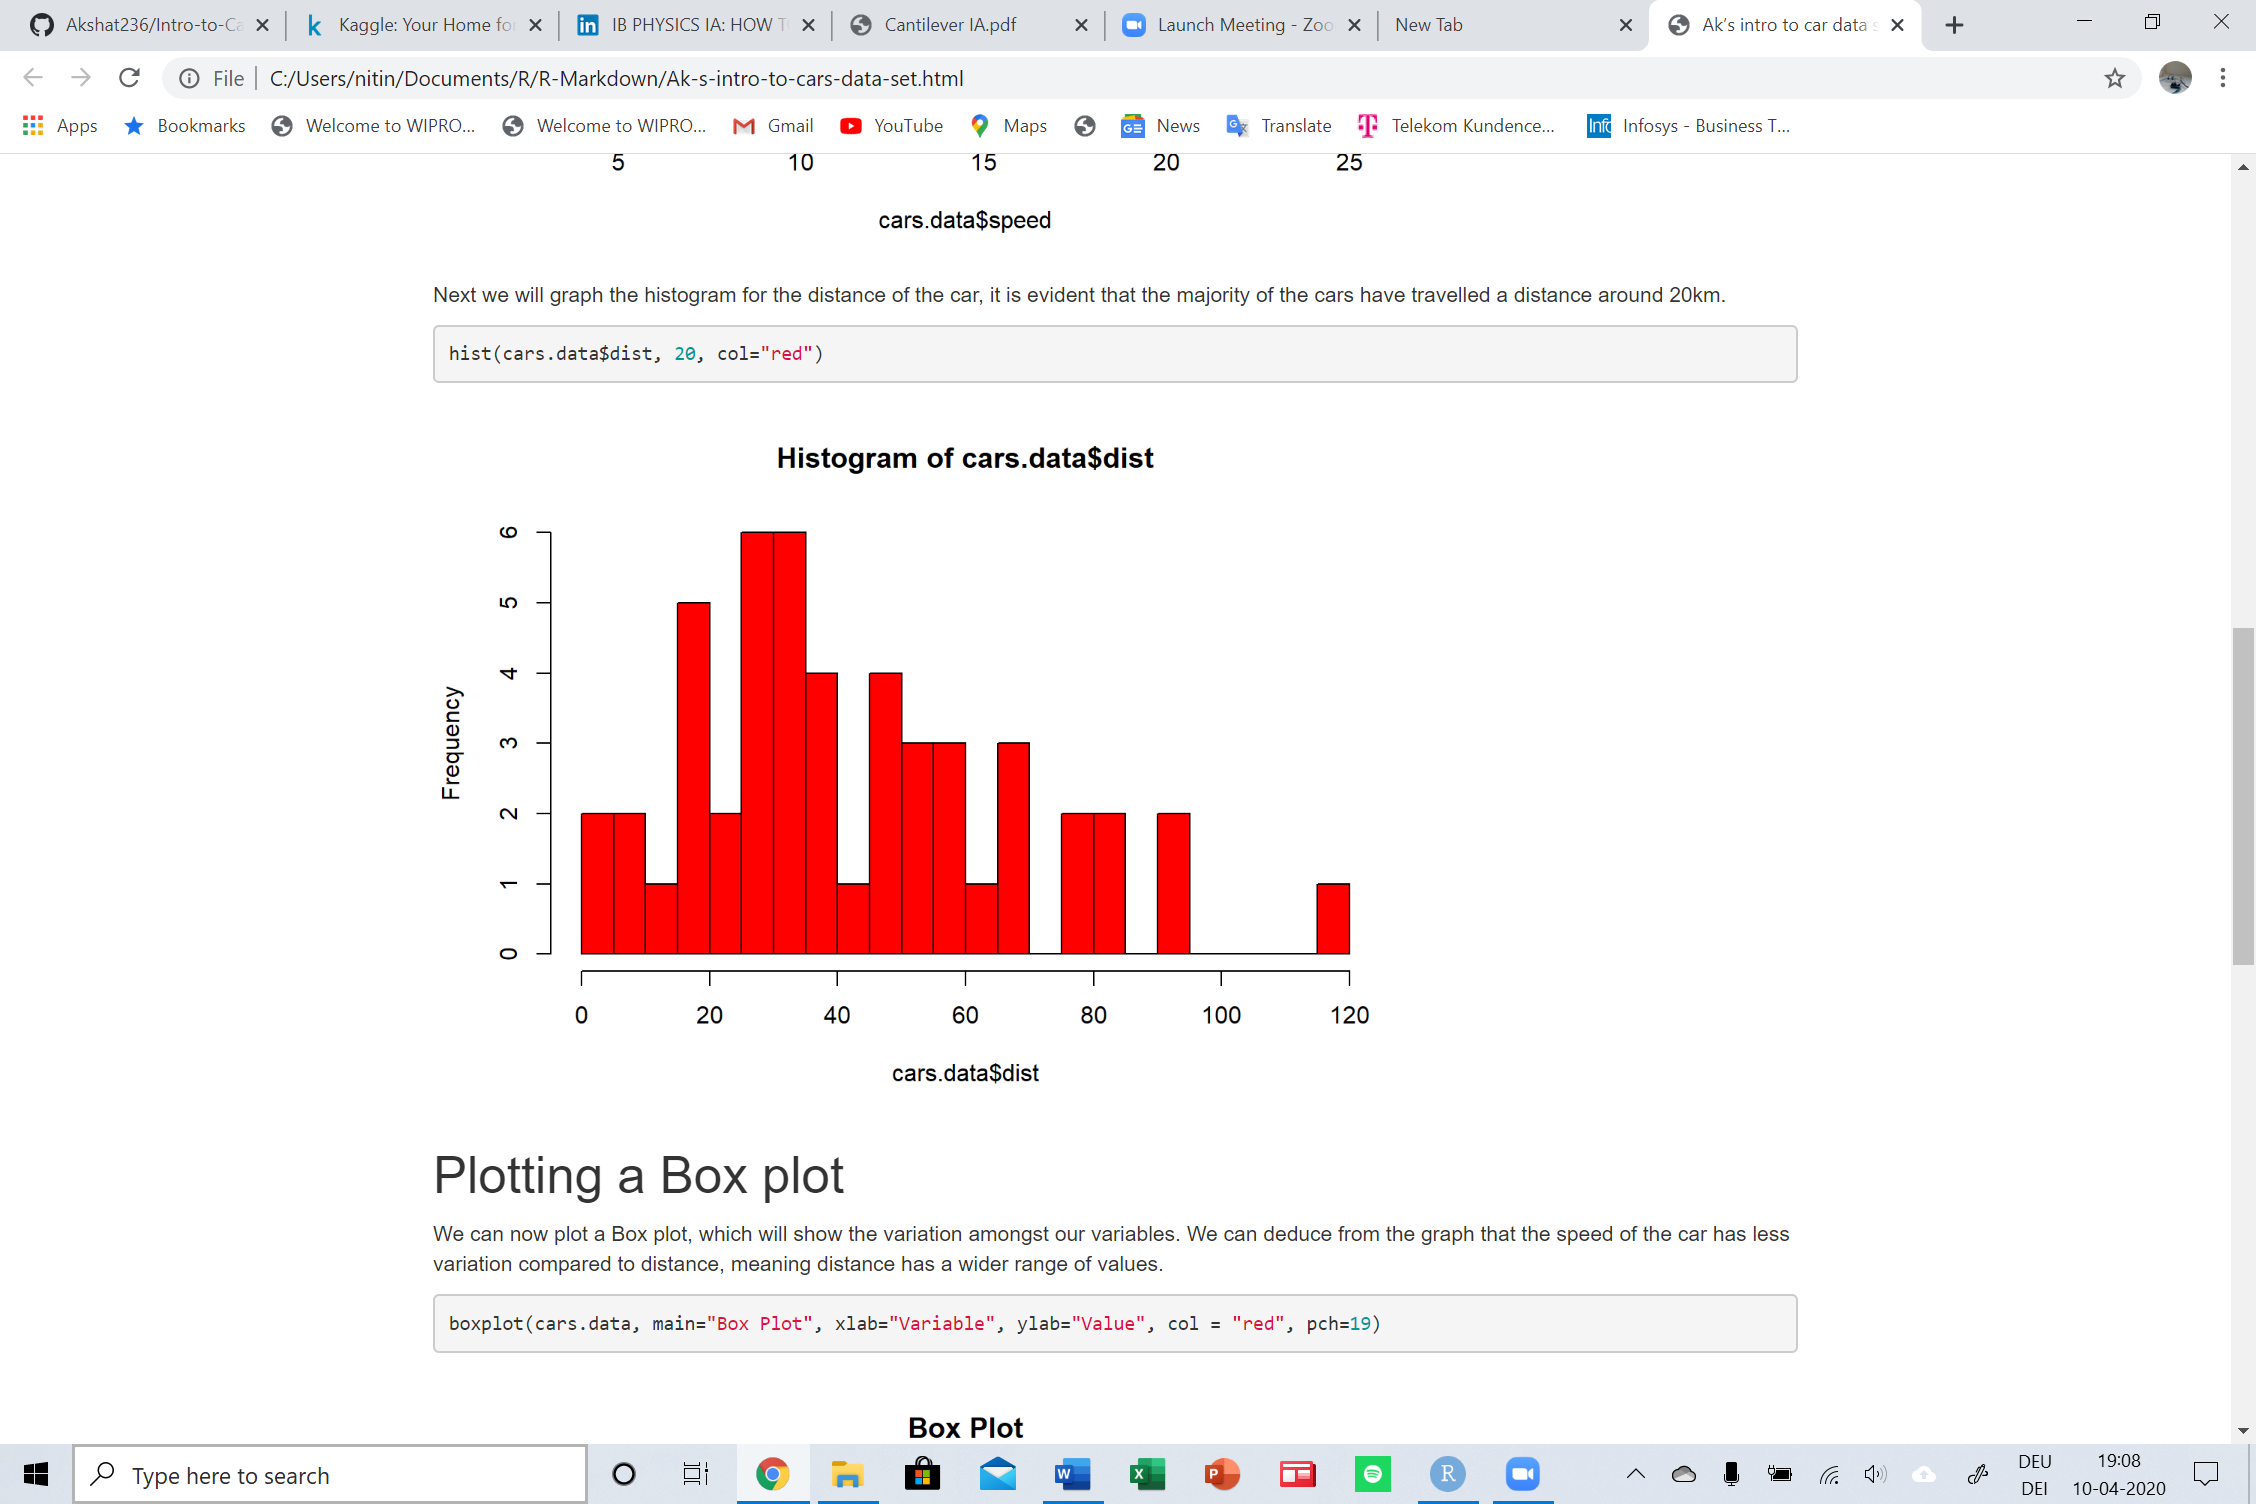 Akshat236/Intro-to-Ca
Kaggle: Your Home for
IB PHYSICS IA: HOW T
Cantilever IA.pdf
Launch Meeting - Zoo
New Tab
Ak's intro to car data s
File
C:/Users/nitin/Documents/R/R-Markdown/Ak-s-intro-to-cars-data-set.html
Apps
Bookmarks
Welcome to WIPRO...
Welcome to WIPRO...
Gmail
YouTube
Maps
News
Translate
Telekom Kundence...
Infosys - Business T...
5 10 15 20 25
cars.data$speed
Next we will graph the histogram for the distance of the car, it is evident that the majority of the cars have travelled a distance around 20km.
hist(cars.data$dist, 20, col="red")
Histogram of cars.data$dist
6
5
4
3
2
1
0
Frequency
0 20 40 60 80 100 120
cars.data$dist
Plotting a Box plot
We can now plot a Box plot, which will show the variation amongst our variables. We can deduce from the graph that the speed of the car has less
variation compared to distance, meaning distance has a wider range of values.
boxplot(cars.data, main="Box Plot", xlab="Variable", ylab="Value", col = "red", pch=19)
Box Plot
Type here to search
DEU
DEI
19:08
10-04-2020